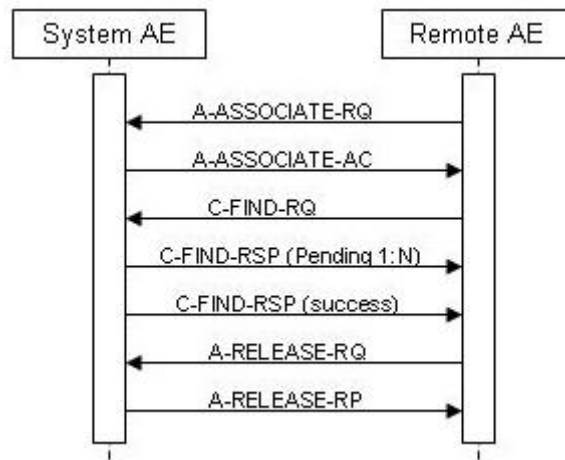 System AE
Remote AE
A-ASSOCIATE-RQ
A-ASSOCIATE-AC
C-FIND-RQ
C-FIND-RSP (Pending 1:N)
C-FIND-RSP (success)
A-RELEASE-RQ
A-RELEASE-RP